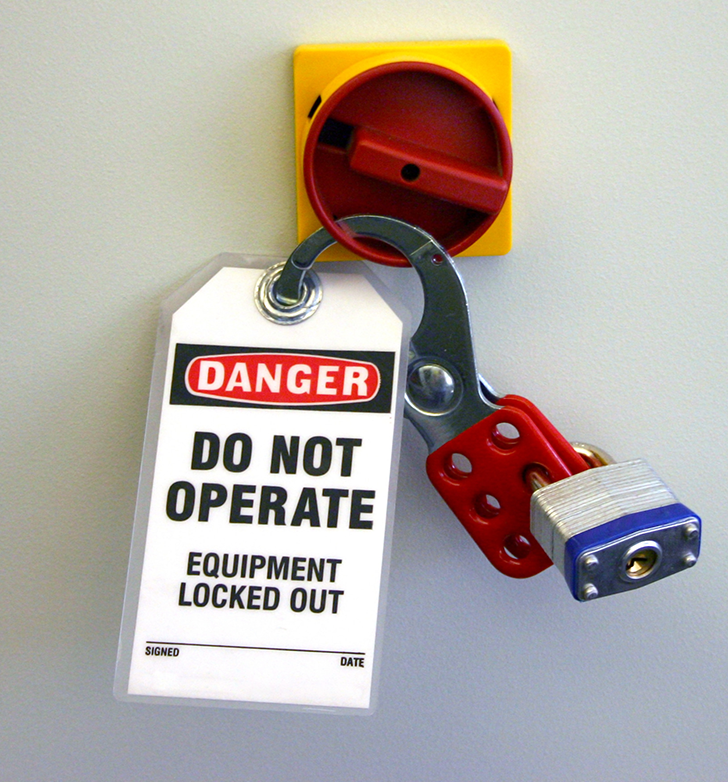 DANGER
DO NOT
OPERATE
EQUIPMENT
LOCKED OUT
SIGNED
DATE